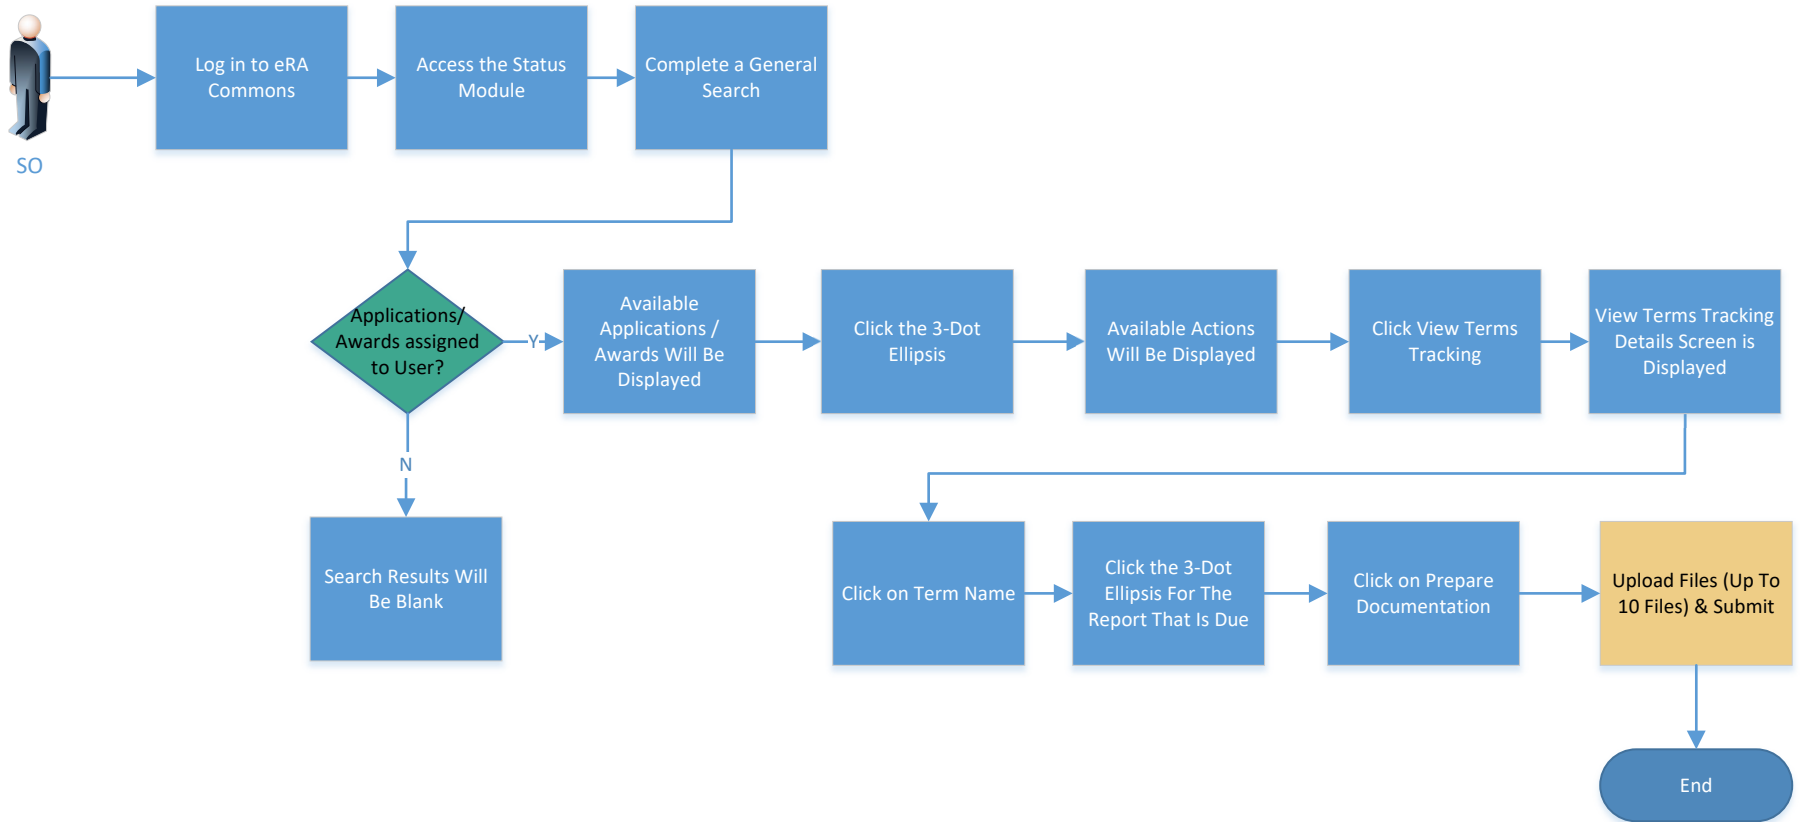 Log in to eRA
Commons
Access the Status
Module
Complete a General
Search
SO
Applications/
Awards assigned
to User?
Y
Available
Applications /
Awards Will Be
Displayed
Click the 3-Dot
Ellipsis
Available Actions
Will Be Displayed
Click View Terms
Tracking
View Terms Tracking
Details Screen is
Displayed
N
Search Results Will
Be Blank
Click on Term Name
Click the 3-Dot
Ellipsis For The
Report That Is Due
Click on Prepare
Documentation
Upload Files (Up To
10 Files) & Submit
End